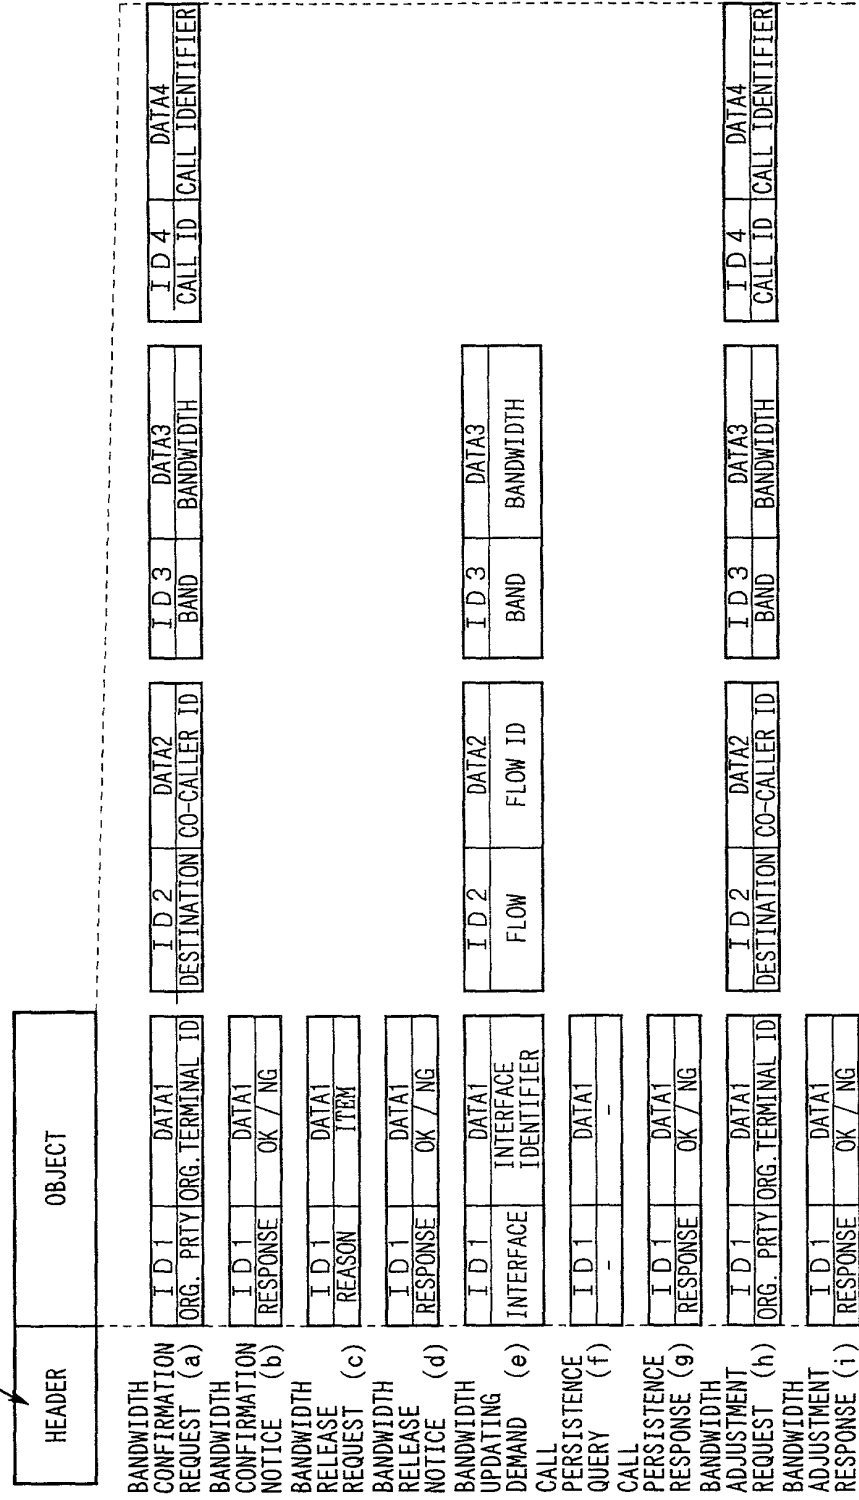 HEADER OBJECT
BANDWIDTH
CONFIRMATION
REQUEST (a)
ID1 DATA1 ID2 DATA2 ID3 DATA3 ID4 DATA4
ORG. PRTY ORG.TERMINAL ID DESTINATION CO-CALLER ID BAND BANDWIDTH CALL ID CALL IDENTIFIER
BANDWIDTH
CONFIRMATION
NOTICE (b)
ID1 DATA1
RESPONSE OK / NG
BANDWIDTH
RELEASE
REQUEST (c)
ID1 DATA1
REASON ITEM
BANDWIDTH
RELEASE
NOTICE (d)
ID1 DATA1
RESPONSE OK / NG
BANDWIDTH
UPDATING
DEMAND (e)
ID1 DATA1 ID2 DATA2 ID3 DATA3
INTERFACE INTERFACE
IDENTIFIER FLOW FLOW ID BAND BANDWIDTH
CALL
PERSISTENCE
QUERY (f)
ID1 DATA1
- -
CALL
PERSISTENCE
RESPONSE (g)
ID1 DATA1
RESPONSE OK / NG
BANDWIDTH
ADJUSTMENT
REQUEST (h)
ID1 DATA1 ID2 DATA2 ID3 DATA3 ID4 DATA4
ORG. PRTY ORG.TERMINAL ID DESTINATION CO-CALLER ID BAND BANDWIDTH CALL ID CALL IDENTIFIER
BANDWIDTH
ADJUSTMENT
RESPONSE (i)
ID1 DATA1
RESPONSE OK / NG